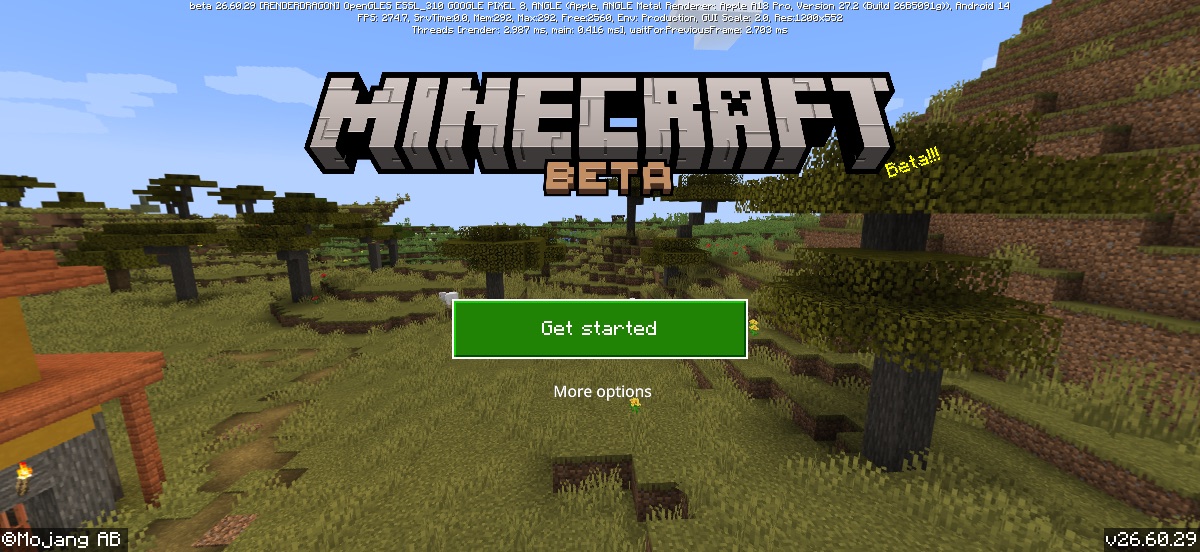 beta 26.60.29 [RENDERDRAGON] OpenGLES ESSL_310 GOOGLE PIXEL 8, ANGLE (Apple, ANGLE Metal Renderer: Apple A18 Pro, Version 27.2 (Build 26B5091g)), Android 14
FPS: 274.7, SrvTime:0.0, Mem:292, Max:292, Free:2560, Env: Production, GUI Scale: 2.0, Res:1200x552
Threads [render: 2.987 ms, main: 0.416 ms], waitForPreviousFrame: 2.703 ms
MINECRAFT
BETA
Beta!!!
Get started
More options
©Mojang AB
v26.60.29